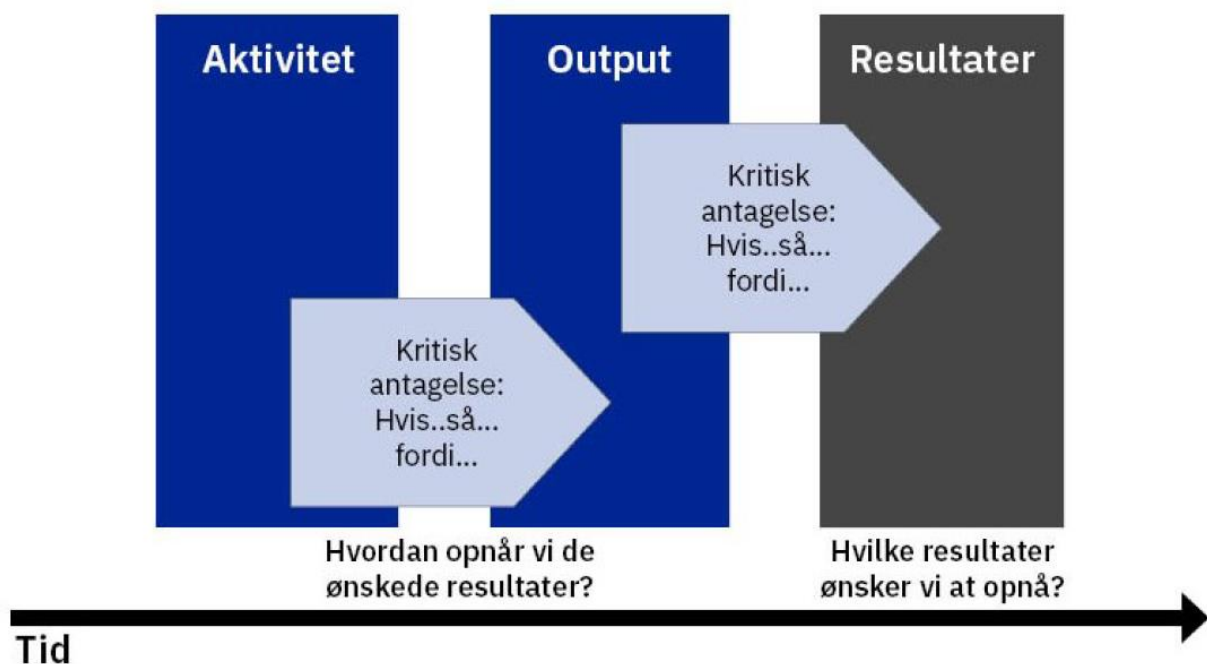 Aktivitet
Output
Resultater
Kritisk
antagelse:
Hvis..så...
fordi...
Kritisk
antagelse:
Hvis..så...
fordi...
Hvordan opnår vi de
ønskede resultater?
Hvilke resultater
ønsker vi at opnå?
Tid